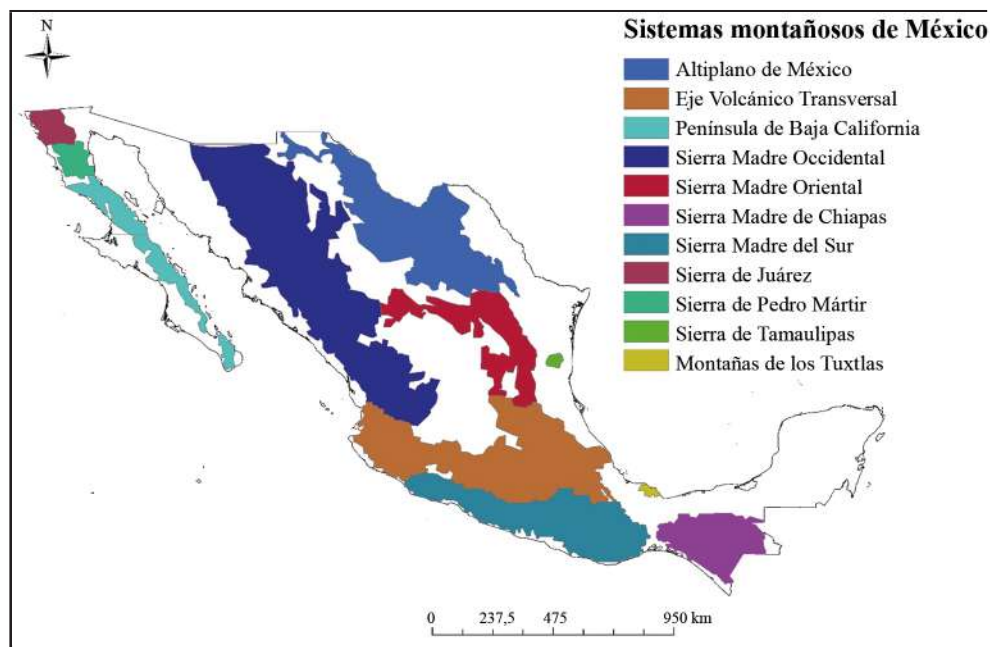 N
Sistemas montañosos de México
Altiplano de México
Eje Volcánico Transversal
Península de Baja California
Sierra Madre Occidental
Sierra Madre Oriental
Sierra Madre de Chiapas
Sierra Madre del Sur
Sierra de Juárez
Sierra de Pedro Mártir
Sierra de Tamaulipas
Montañas de los Tuxtlas
0 237,5 475 950 km